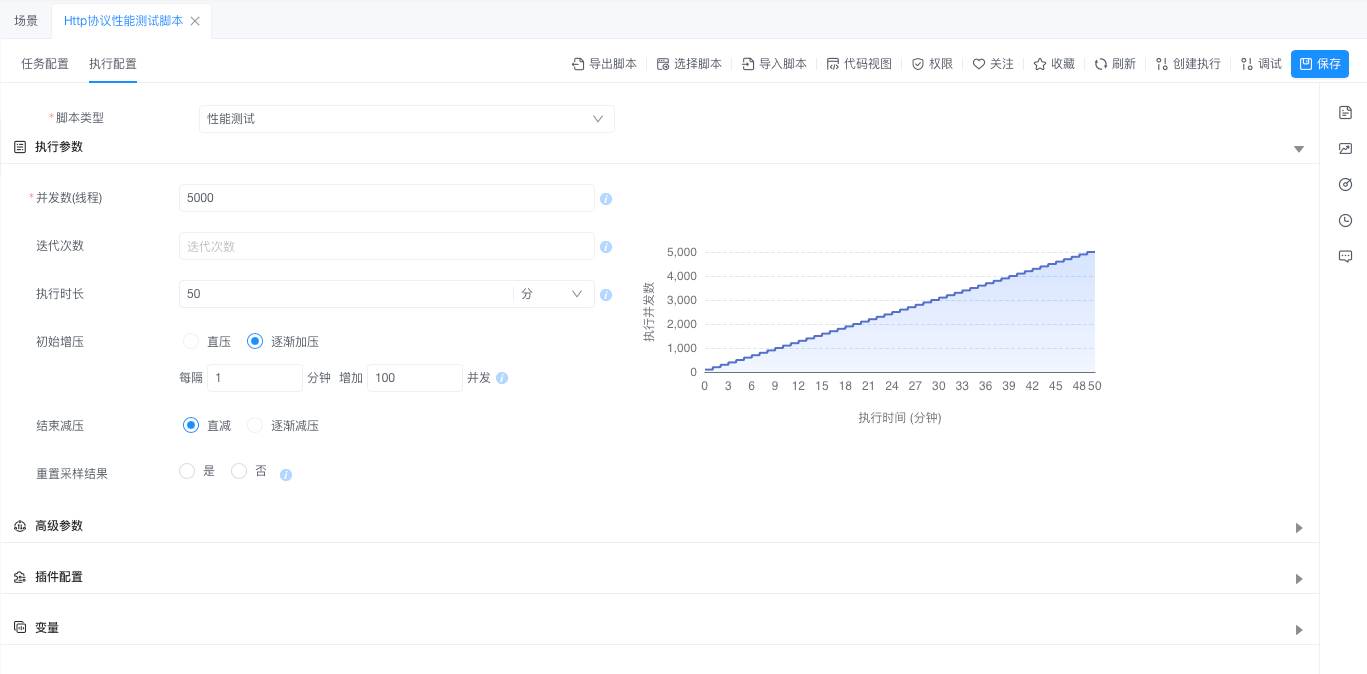 场景 Http协议性能测试脚本
任务配置 执行配置 导出脚本 选择脚本 导入脚本 代码视图 权限 关注 收藏 刷新 创建执行 调试 保存
*脚本类型 性能测试
执行参数
*并发数(线程) 5000
迭代次数 迭代次数
执行时长 50 分
初始增压 直压 逐渐加压
每隔 1 分钟 增加 100 并发
结束减压 直减 逐渐减压
重置采样结果 是 否
执行并发数
5,000
4,000
3,000
2,000
1,000
0
0 3 6 9 12 15 18 21 24 27 30 33 36 39 42 45 48 50
执行时间 (分钟)
高级参数
插件配置
变量